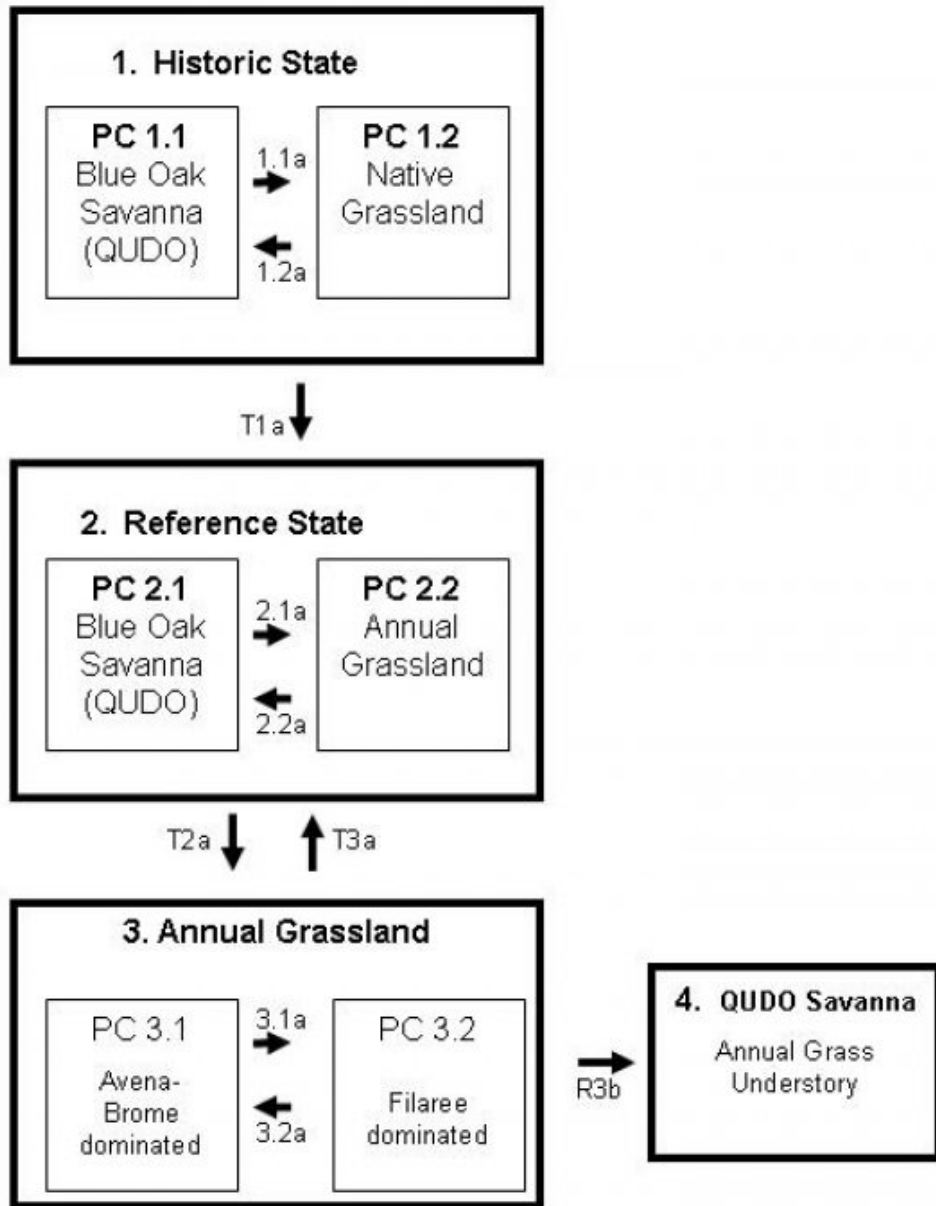 1. Historic State
PC 1.1
Blue Oak
Savanna
(QUDO)
1.1a
1.2a
PC 1.2
Native
Grassland
T1a
2. Reference State
PC 2.1
Blue Oak
Savanna
(QUDO)
2.1a
2.2a
PC 2.2
Annual
Grassland
T2a
T3a
3. Annual Grassland
PC 3.1
Avena-
Brome
dominated
3.1a
3.2a
PC 3.2
Filaree
dominated
R3b
4. QUDO Savanna
Annual Grass
Understory